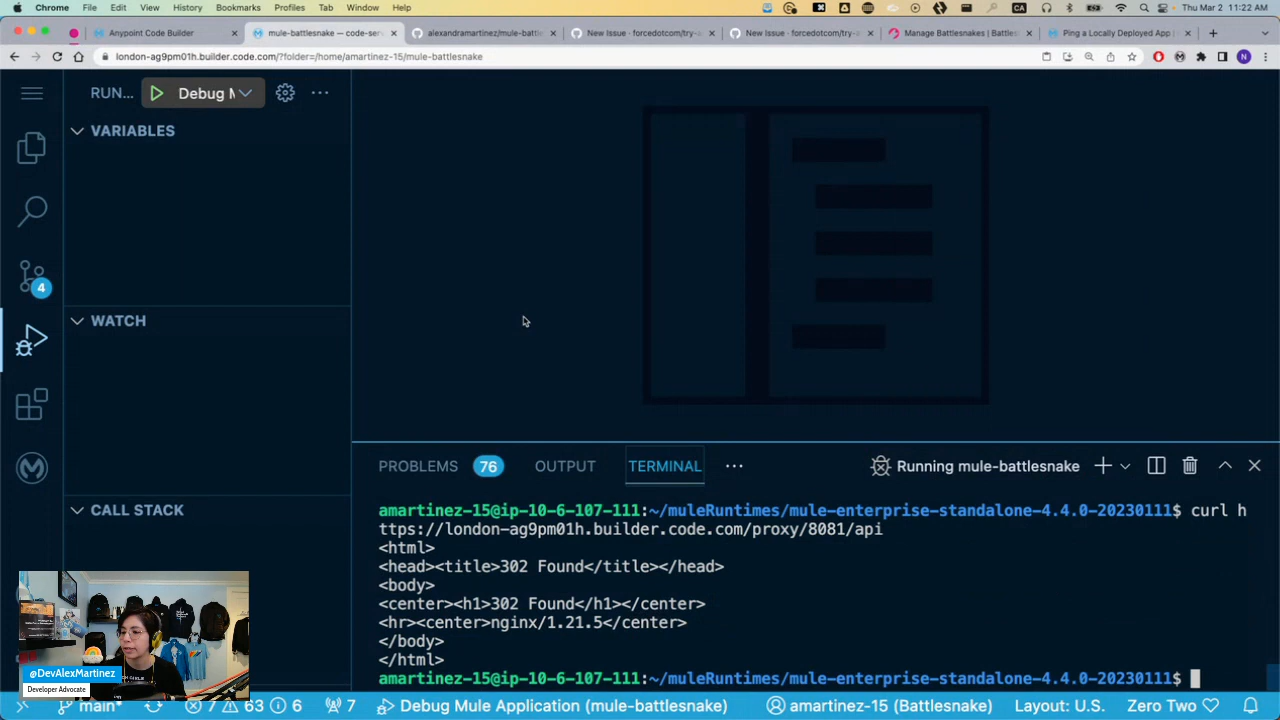 Chrome File Edit View History Bookmarks Profiles Tab Window Help Thu Mar 2 11:22 AM
Anypoint Code Builder
mule-battlesnake — code-ser
alexandramartinez/mule-battle
New Issue · forcedotcom/try-a
New Issue · forcedotcom/try-a
Manage Battlesnakes | Battles
Ping a Locally Deployed App |
london-ag9pm01h.builder.code.com/?folder=/home/amartinez-15/mule-battlesnake
N
RUN... Debug M
VARIABLES
4
WATCH
CALL STACK
PROBLEMS 76 OUTPUT TERMINAL ... Running mule-battlesnake
amartinez-15@ip-10-6-107-111:~/muleRuntimes/mule-enterprise-standalone-4.4.0-20230111$ curl h
ttps://london-ag9pm01h.builder.code.com/proxy/8081/api
<html>
<head><title>302 Found</title></head>
<body>
<center><h1>302 Found</h1></center>
<hr><center>nginx/1.21.5</center>
</body>
</html>
amartinez-15@ip-10-6-107-111:~/muleRuntimes/mule-enterprise-standalone-4.4.0-20230111$
@DevAlexMartinez
Developer Advocate
main* 7 63 6 7 Debug Mule Application (mule-battlesnake) amartinez-15 (Battlesnake) Layout: U.S. Zero Two